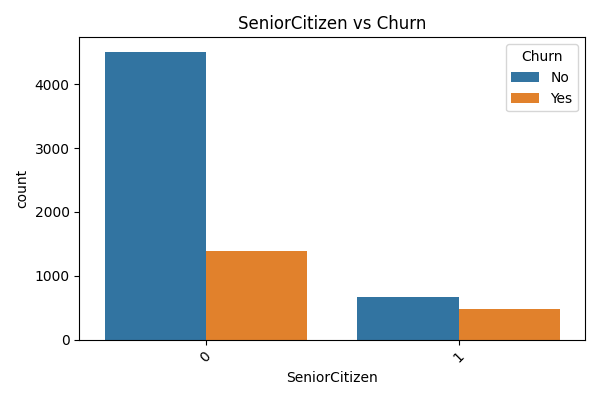 SeniorCitizen vs Churn
Churn
No
Yes
count
4000
3000
2000
1000
0
0
1
SeniorCitizen